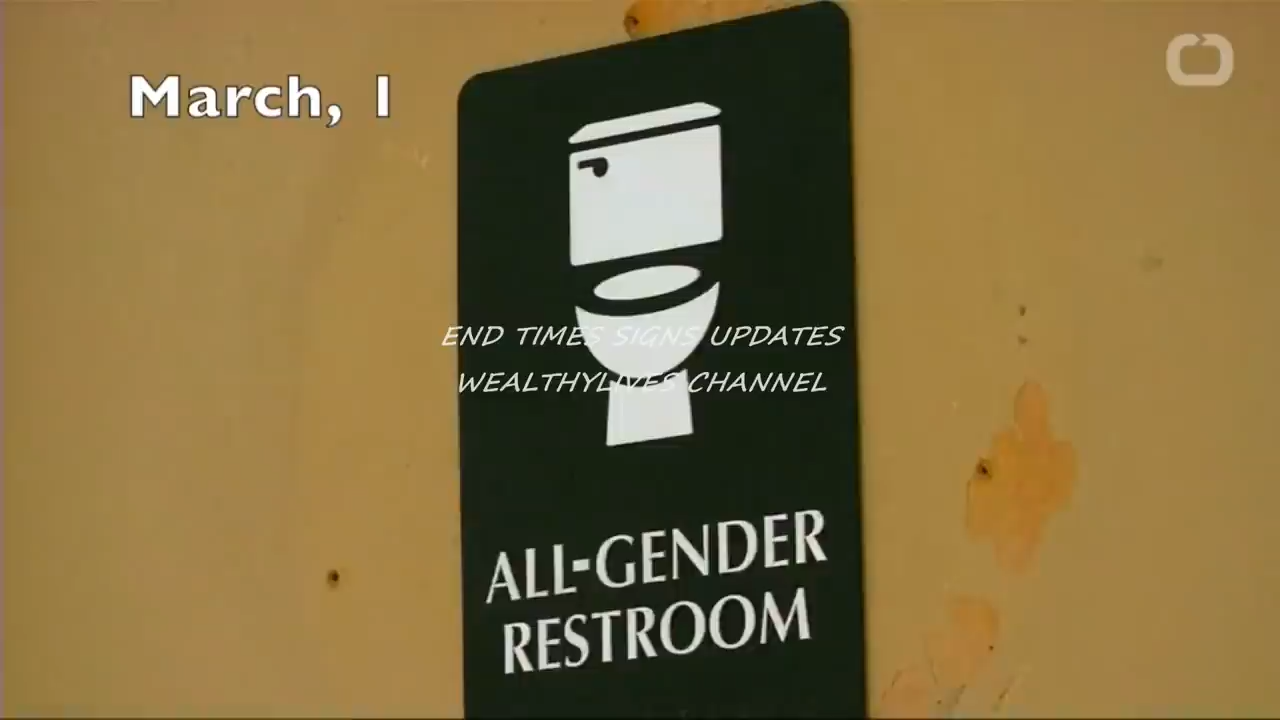 March, 1
END TIMES SIGNS UPDATES
WEALTHYLIVES CHANNEL
ALL-GENDER
RESTROOM